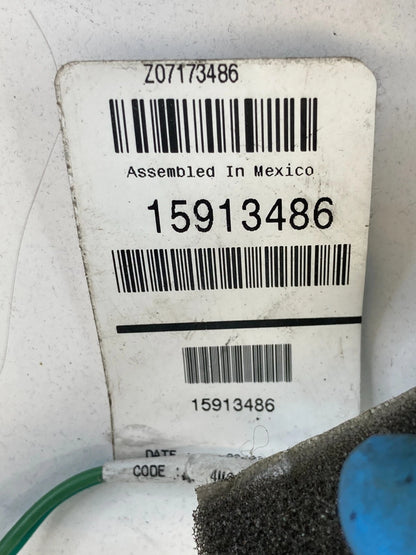 Z07173486
Assembled In Mexico
15913486
15913486
DATE
CODE :